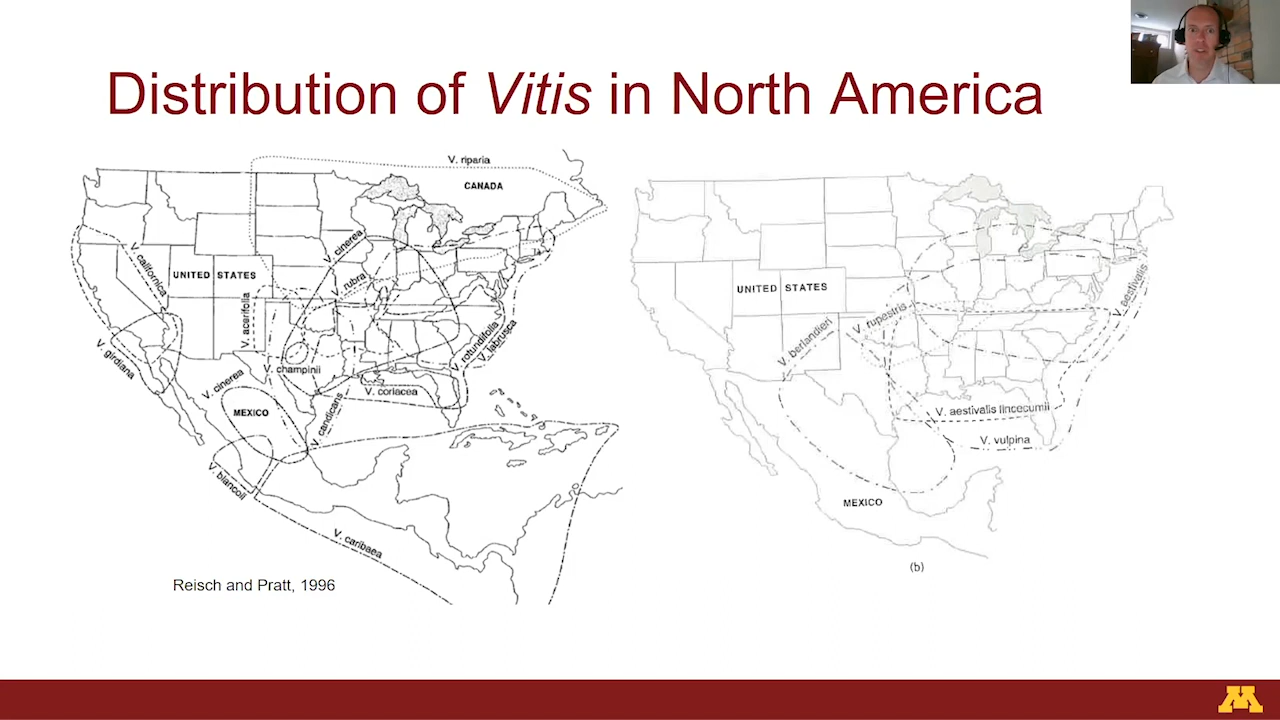 Distribution of Vitis in North America
V. riparia
CANADA
V. cinerea
V. californica
UNITED STATES
V. rubra
V. acerifolia
V. rotundifolia
V. labrusca
V. girdiana
V. champinii
V. cinerea
V. coriacea
MEXICO
V. candicans
V. blancoii
V. caribaea
Reisch and Pratt, 1996
UNITED STATES
V. aestivalis
V. rupestris
V. berlandieri
V. aestivalis lincecumii
V. vulpina
MEXICO
(b)
M